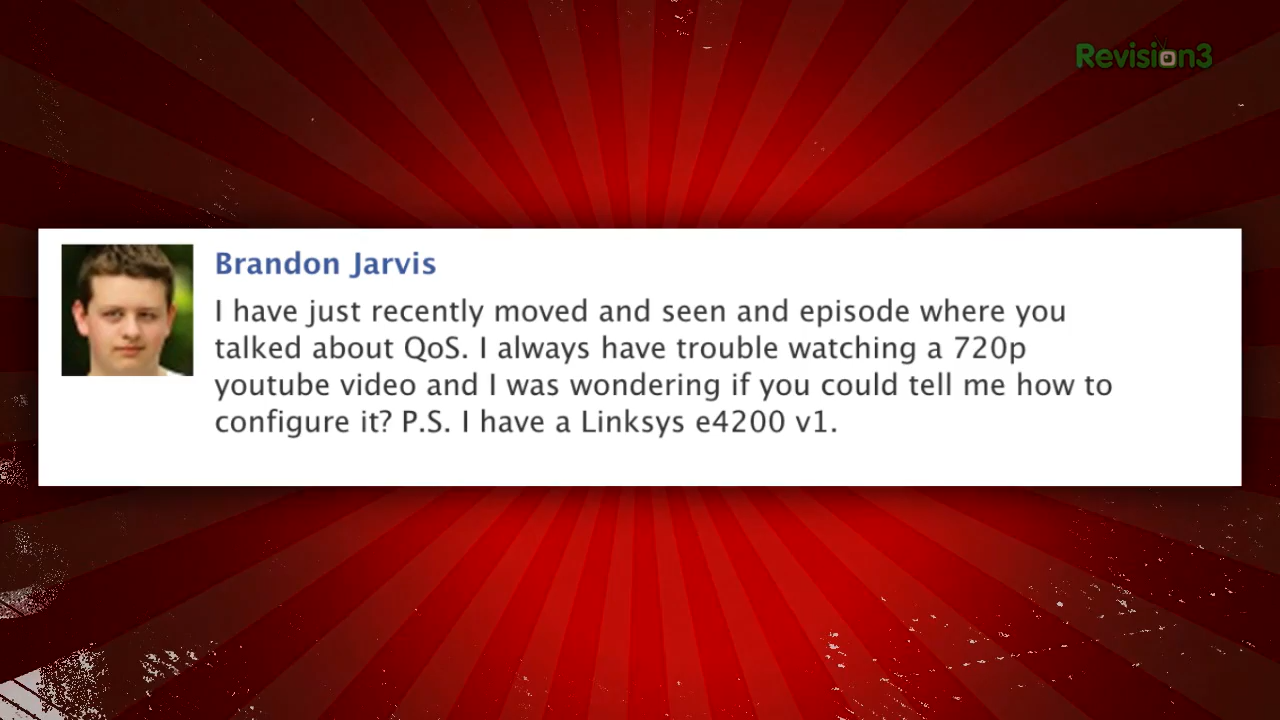 Revision3
Brandon Jarvis
I have just recently moved and seen and episode where you
talked about QoS. I always have trouble watching a 720p
youtube video and I was wondering if you could tell me how to
configure it? P.S. I have a Linksys e4200 v1.